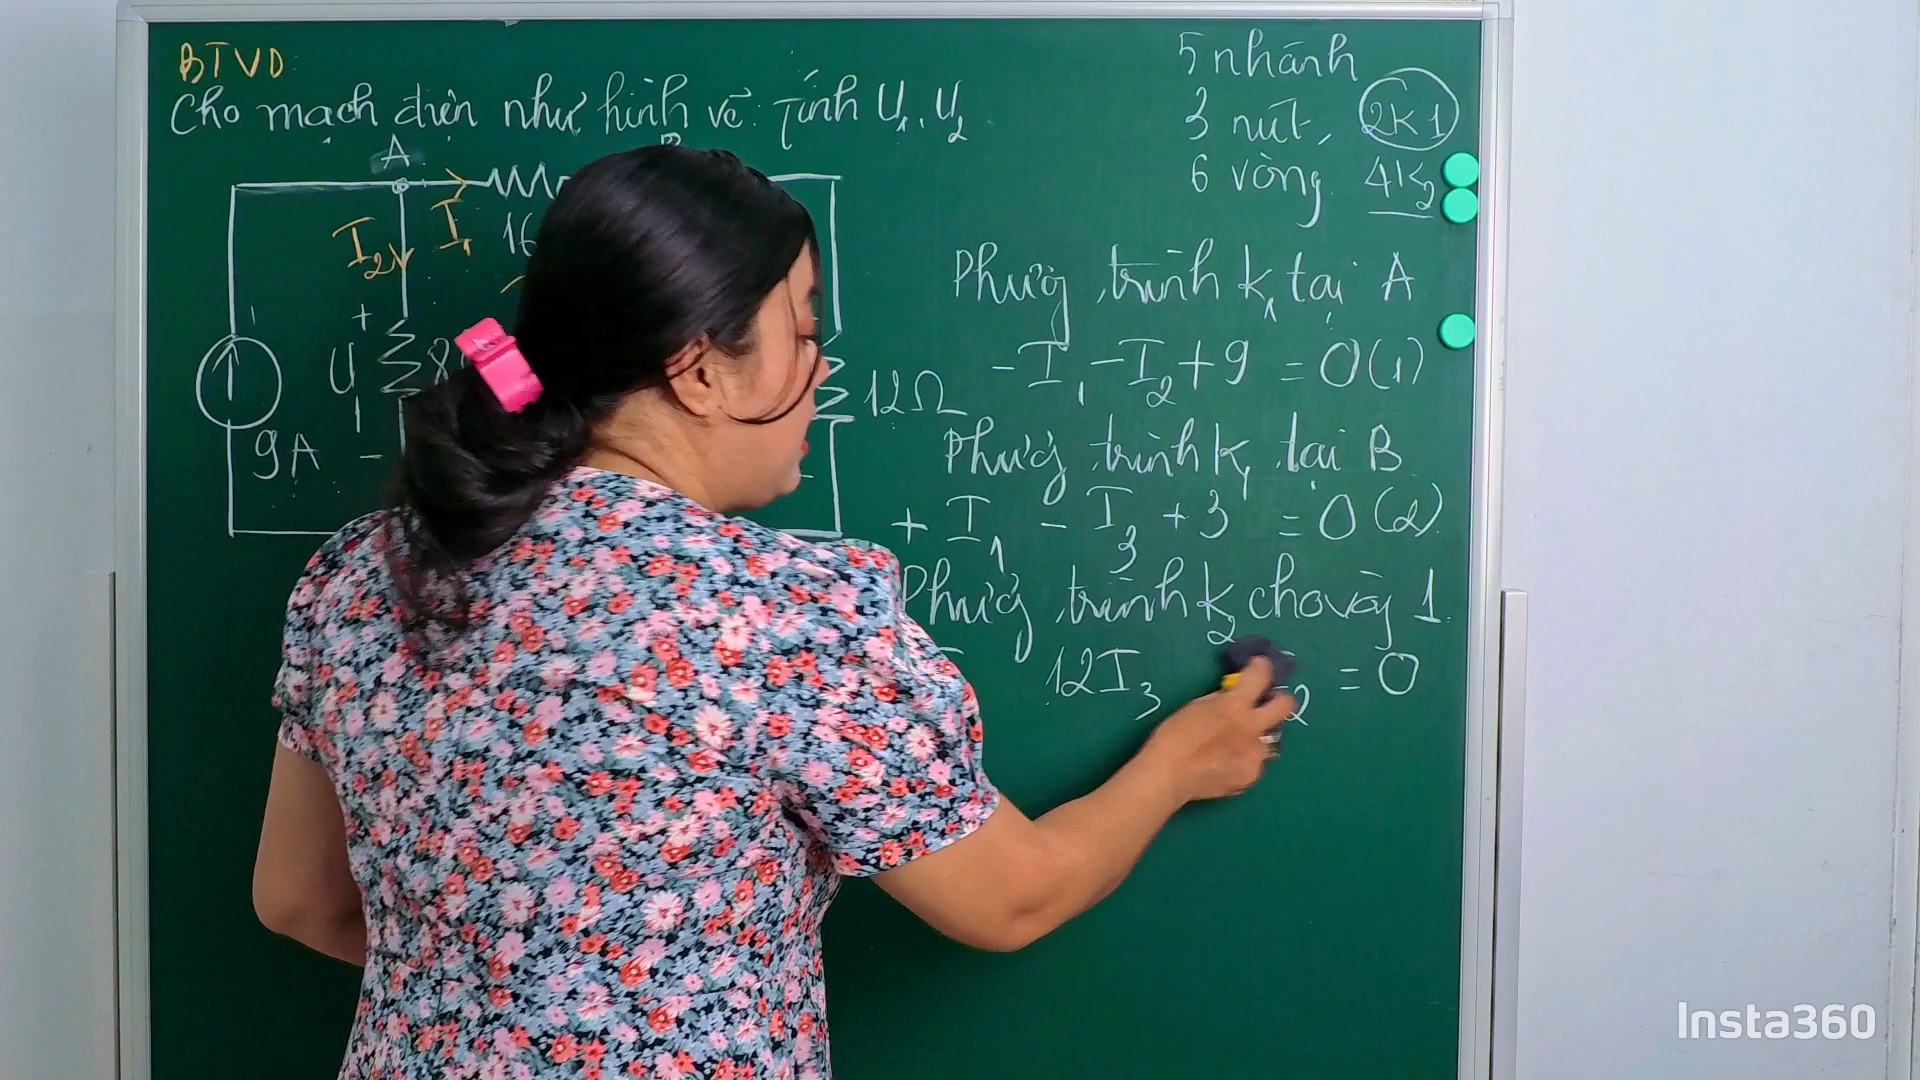 BTVD
Cho mạch điện như hình vẽ: Tính U₁, U₂
5 nhánh
3 nút, 2K1
6 vòng 4K₂
A
I₁
I₂
16
+
U₁
-
9A
12Ω
Phương trình K₁ tại A
-I₁ - I₂ + 9 = 0 (1)
Phương trình K₁ tại B
+ I₁ - I₃ + 3 = 0 (2)
Phương trình K₂ cho vòng 1
12I₃ ₂ = 0
Insta360